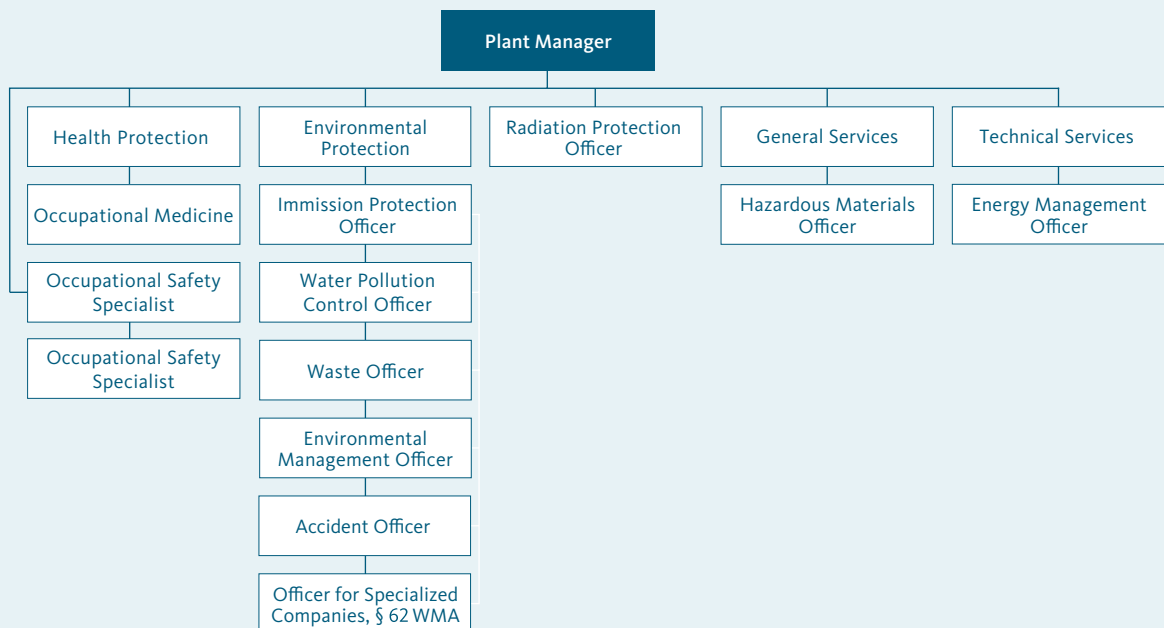 Plant Manager
Health Protection
Environmental
Protection
Radiation Protection
Officer
General Services
Technical Services
Occupational Medicine
Immission Protection
Officer
Hazardous Materials
Officer
Energy Management
Officer
Occupational Safety
Specialist
Water Pollution
Control Officer
Occupational Safety
Specialist
Waste Officer
Environmental
Management Officer
Accident Officer
Officer for Specialized
Companies, § 62 WMA